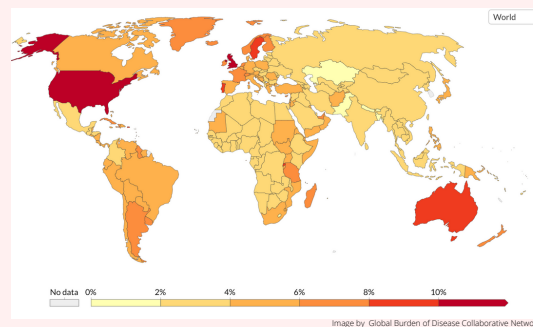 World
No data 0% 2% 4% 6% 8% 10%
Image by Global Burden of Disease Collaborative Netwo